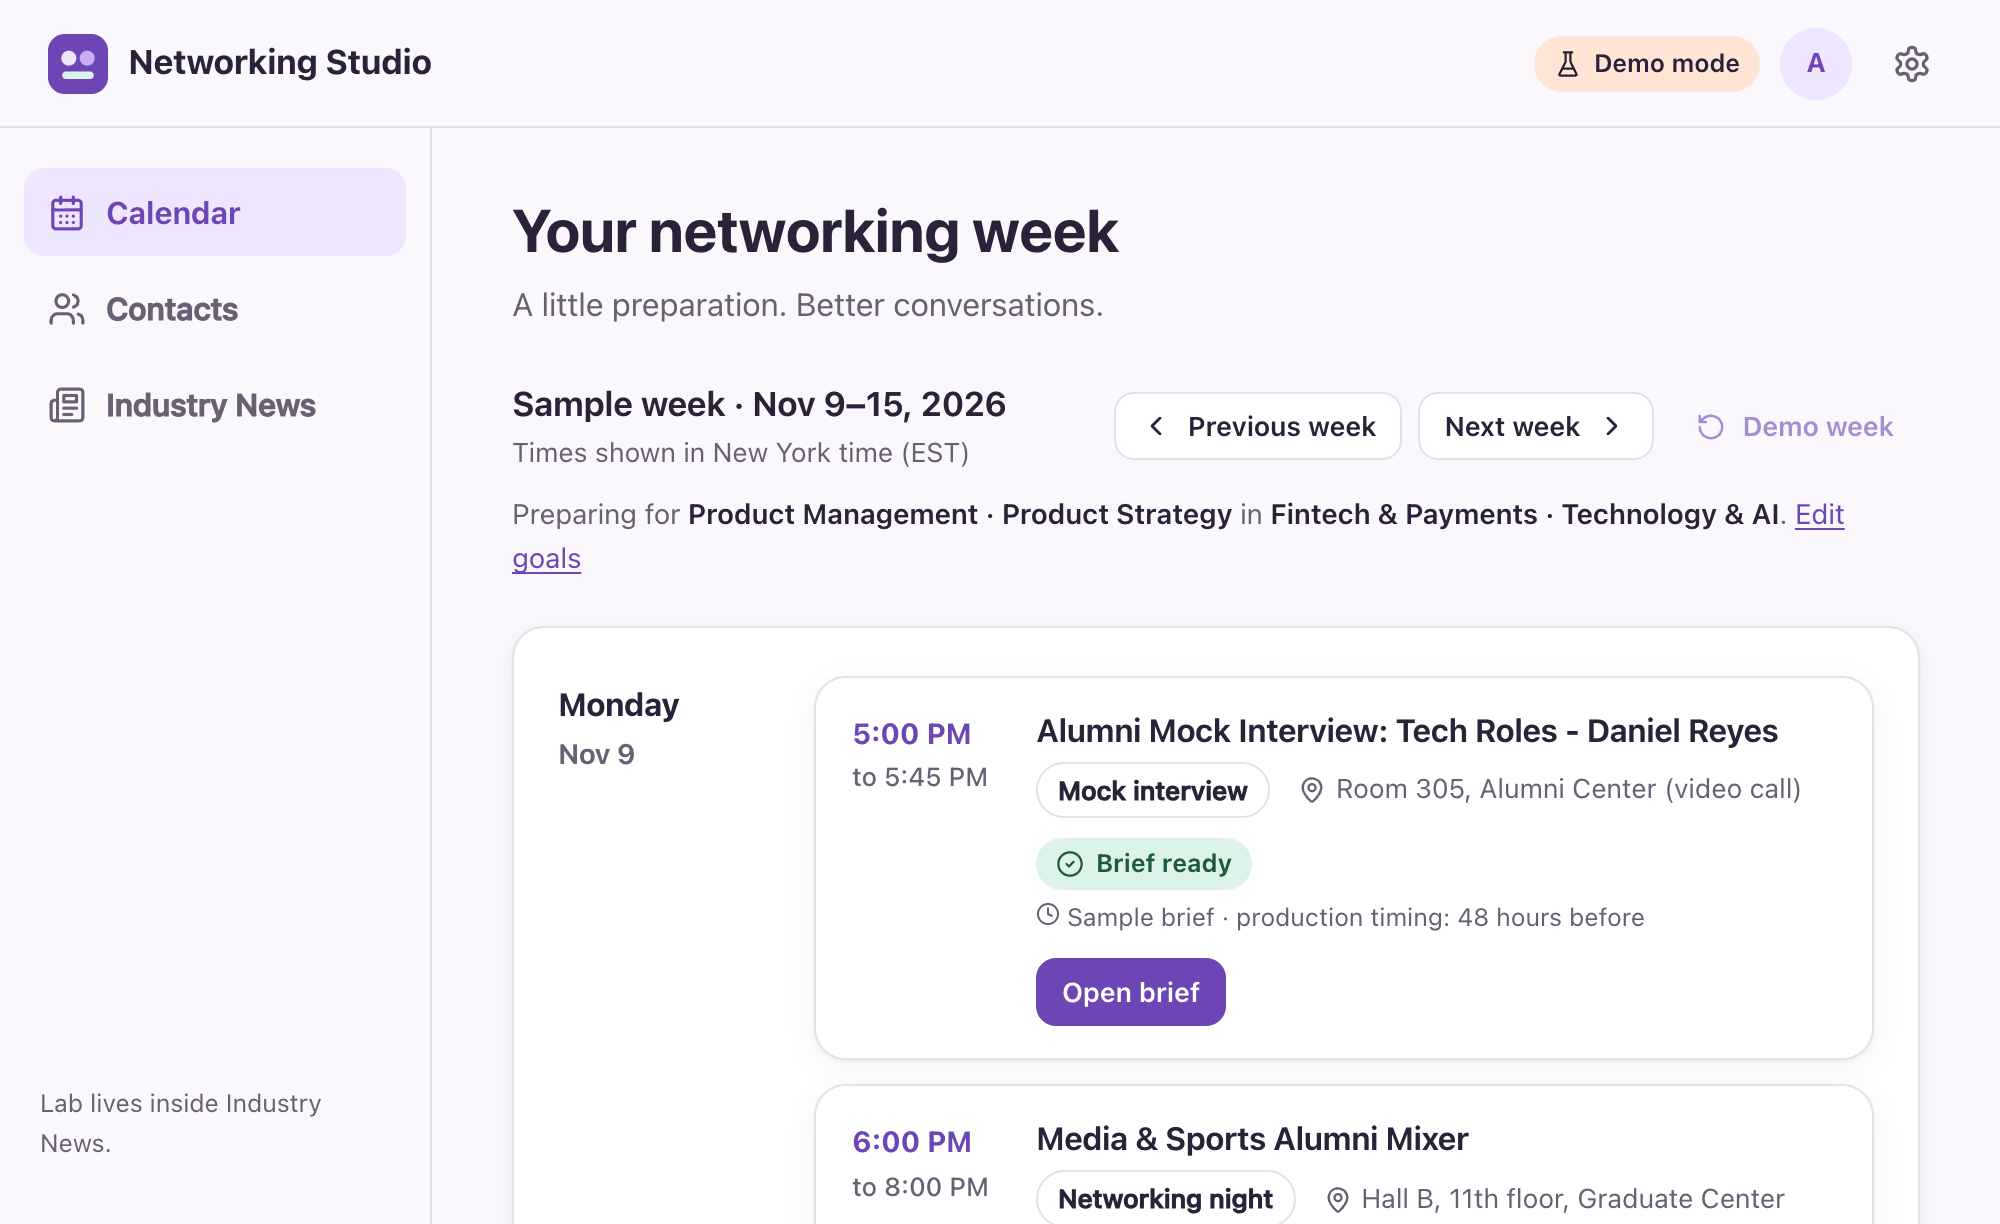 Networking Studio
Demo mode
A
Calendar
Contacts
Industry News
Lab lives inside Industry
News.
Your networking week
A little preparation. Better conversations.
Sample week · Nov 9–15, 2026
Times shown in New York time (EST)
Previous week
Next week
Demo week
Preparing for Product Management · Product Strategy in Fintech & Payments · Technology & AI. Edit
goals
Monday
Nov 9
5:00 PM
to 5:45 PM
Alumni Mock Interview: Tech Roles - Daniel Reyes
Mock interview
Room 305, Alumni Center (video call)
Brief ready
Sample brief · production timing: 48 hours before
Open brief
6:00 PM
to 8:00 PM
Media & Sports Alumni Mixer
Networking night
Hall B, 11th floor, Graduate Center